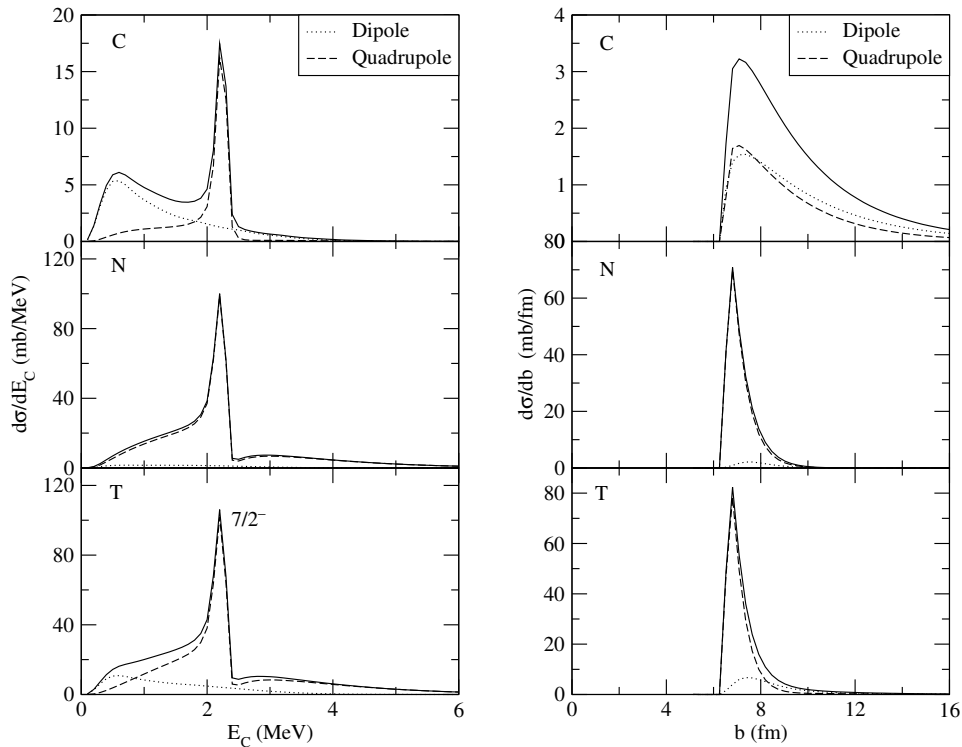 C
Dipole
Quadrupole
20
15
10
5
0
N
120
80
40
0
T
7/2⁻
120
80
40
0
0 2 4 6
E_C (MeV)
dσ/dE_C (mb/MeV)
C
Dipole
Quadrupole
4
3
2
1
0
N
80
60
40
20
0
T
80
60
40
20
0
0 4 8 12 16
b (fm)
dσ/db (mb/fm)